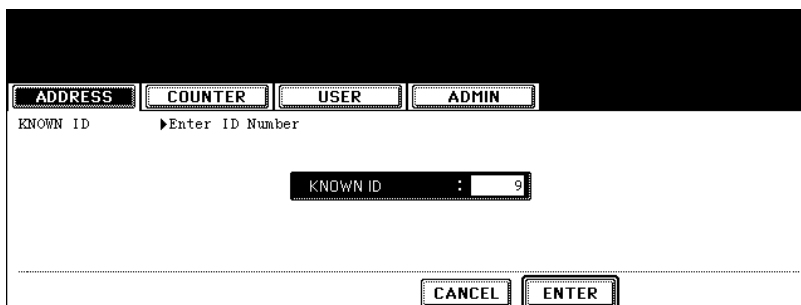 ADDRESS COUNTER USER ADMIN
KNOWN ID ▶Enter ID Number
KNOWN ID : 9
CANCEL ENTER